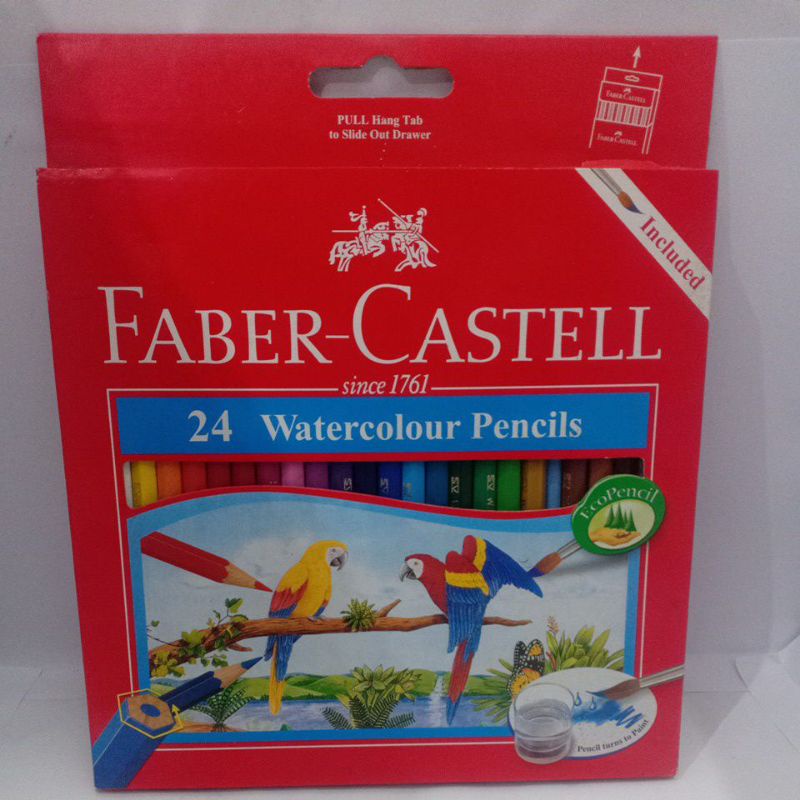 PULL Hang Tab
to Slide Out Drawer
FABER-CASTELL
FABER-CASTELL
Included
FABER-CASTELL
since 1761
24 Watercolour Pencils
EcoPencil
Pencil turns to Paint